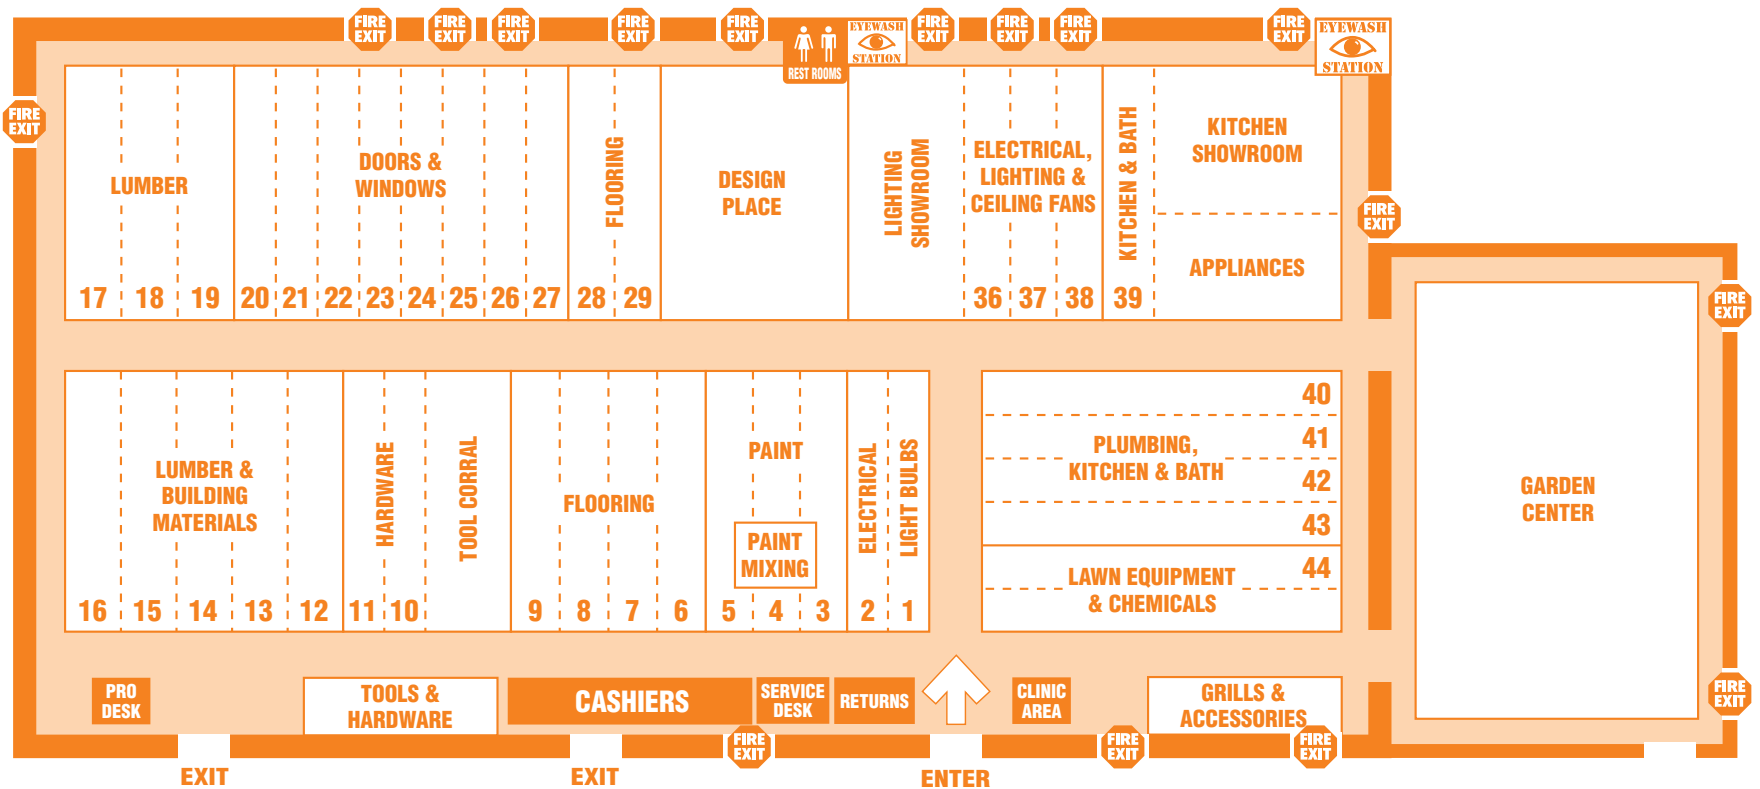 FIRE
EXIT
FIRE
EXIT
FIRE
EXIT
FIRE
EXIT
FIRE
EXIT
REST ROOMS
EYEWASH
STATION
FIRE
EXIT
FIRE
EXIT
FIRE
EXIT
FIRE
EXIT
EYEWASH
STATION
FIRE
EXIT
LUMBER
17 18 19
DOORS &
WINDOWS
20 21 22 23 24 25 26 27
FLOORING
28 29
DESIGN
PLACE
LIGHTING
SHOWROOM
ELECTRICAL,
LIGHTING &
CEILING FANS
36 37 38
KITCHEN & BATH
39
KITCHEN
SHOWROOM
APPLIANCES
FIRE
EXIT
FIRE
EXIT
LUMBER &
BUILDING
MATERIALS
16 15 14 13 12
HARDWARE
11 10
TOOL CORRAL
FLOORING
9 8 7 6
PAINT
PAINT
MIXING
5 4 3
ELECTRICAL
2
LIGHT BULBS
1
40
41
PLUMBING,
KITCHEN & BATH
42
43
44
LAWN EQUIPMENT
& CHEMICALS
GARDEN
CENTER
PRO
DESK
TOOLS &
HARDWARE
CASHIERS
SERVICE
DESK
RETURNS
CLINIC
AREA
GRILLS &
ACCESSORIES
FIRE
EXIT
FIRE
EXIT
FIRE
EXIT
FIRE
EXIT
EXIT
EXIT
ENTER